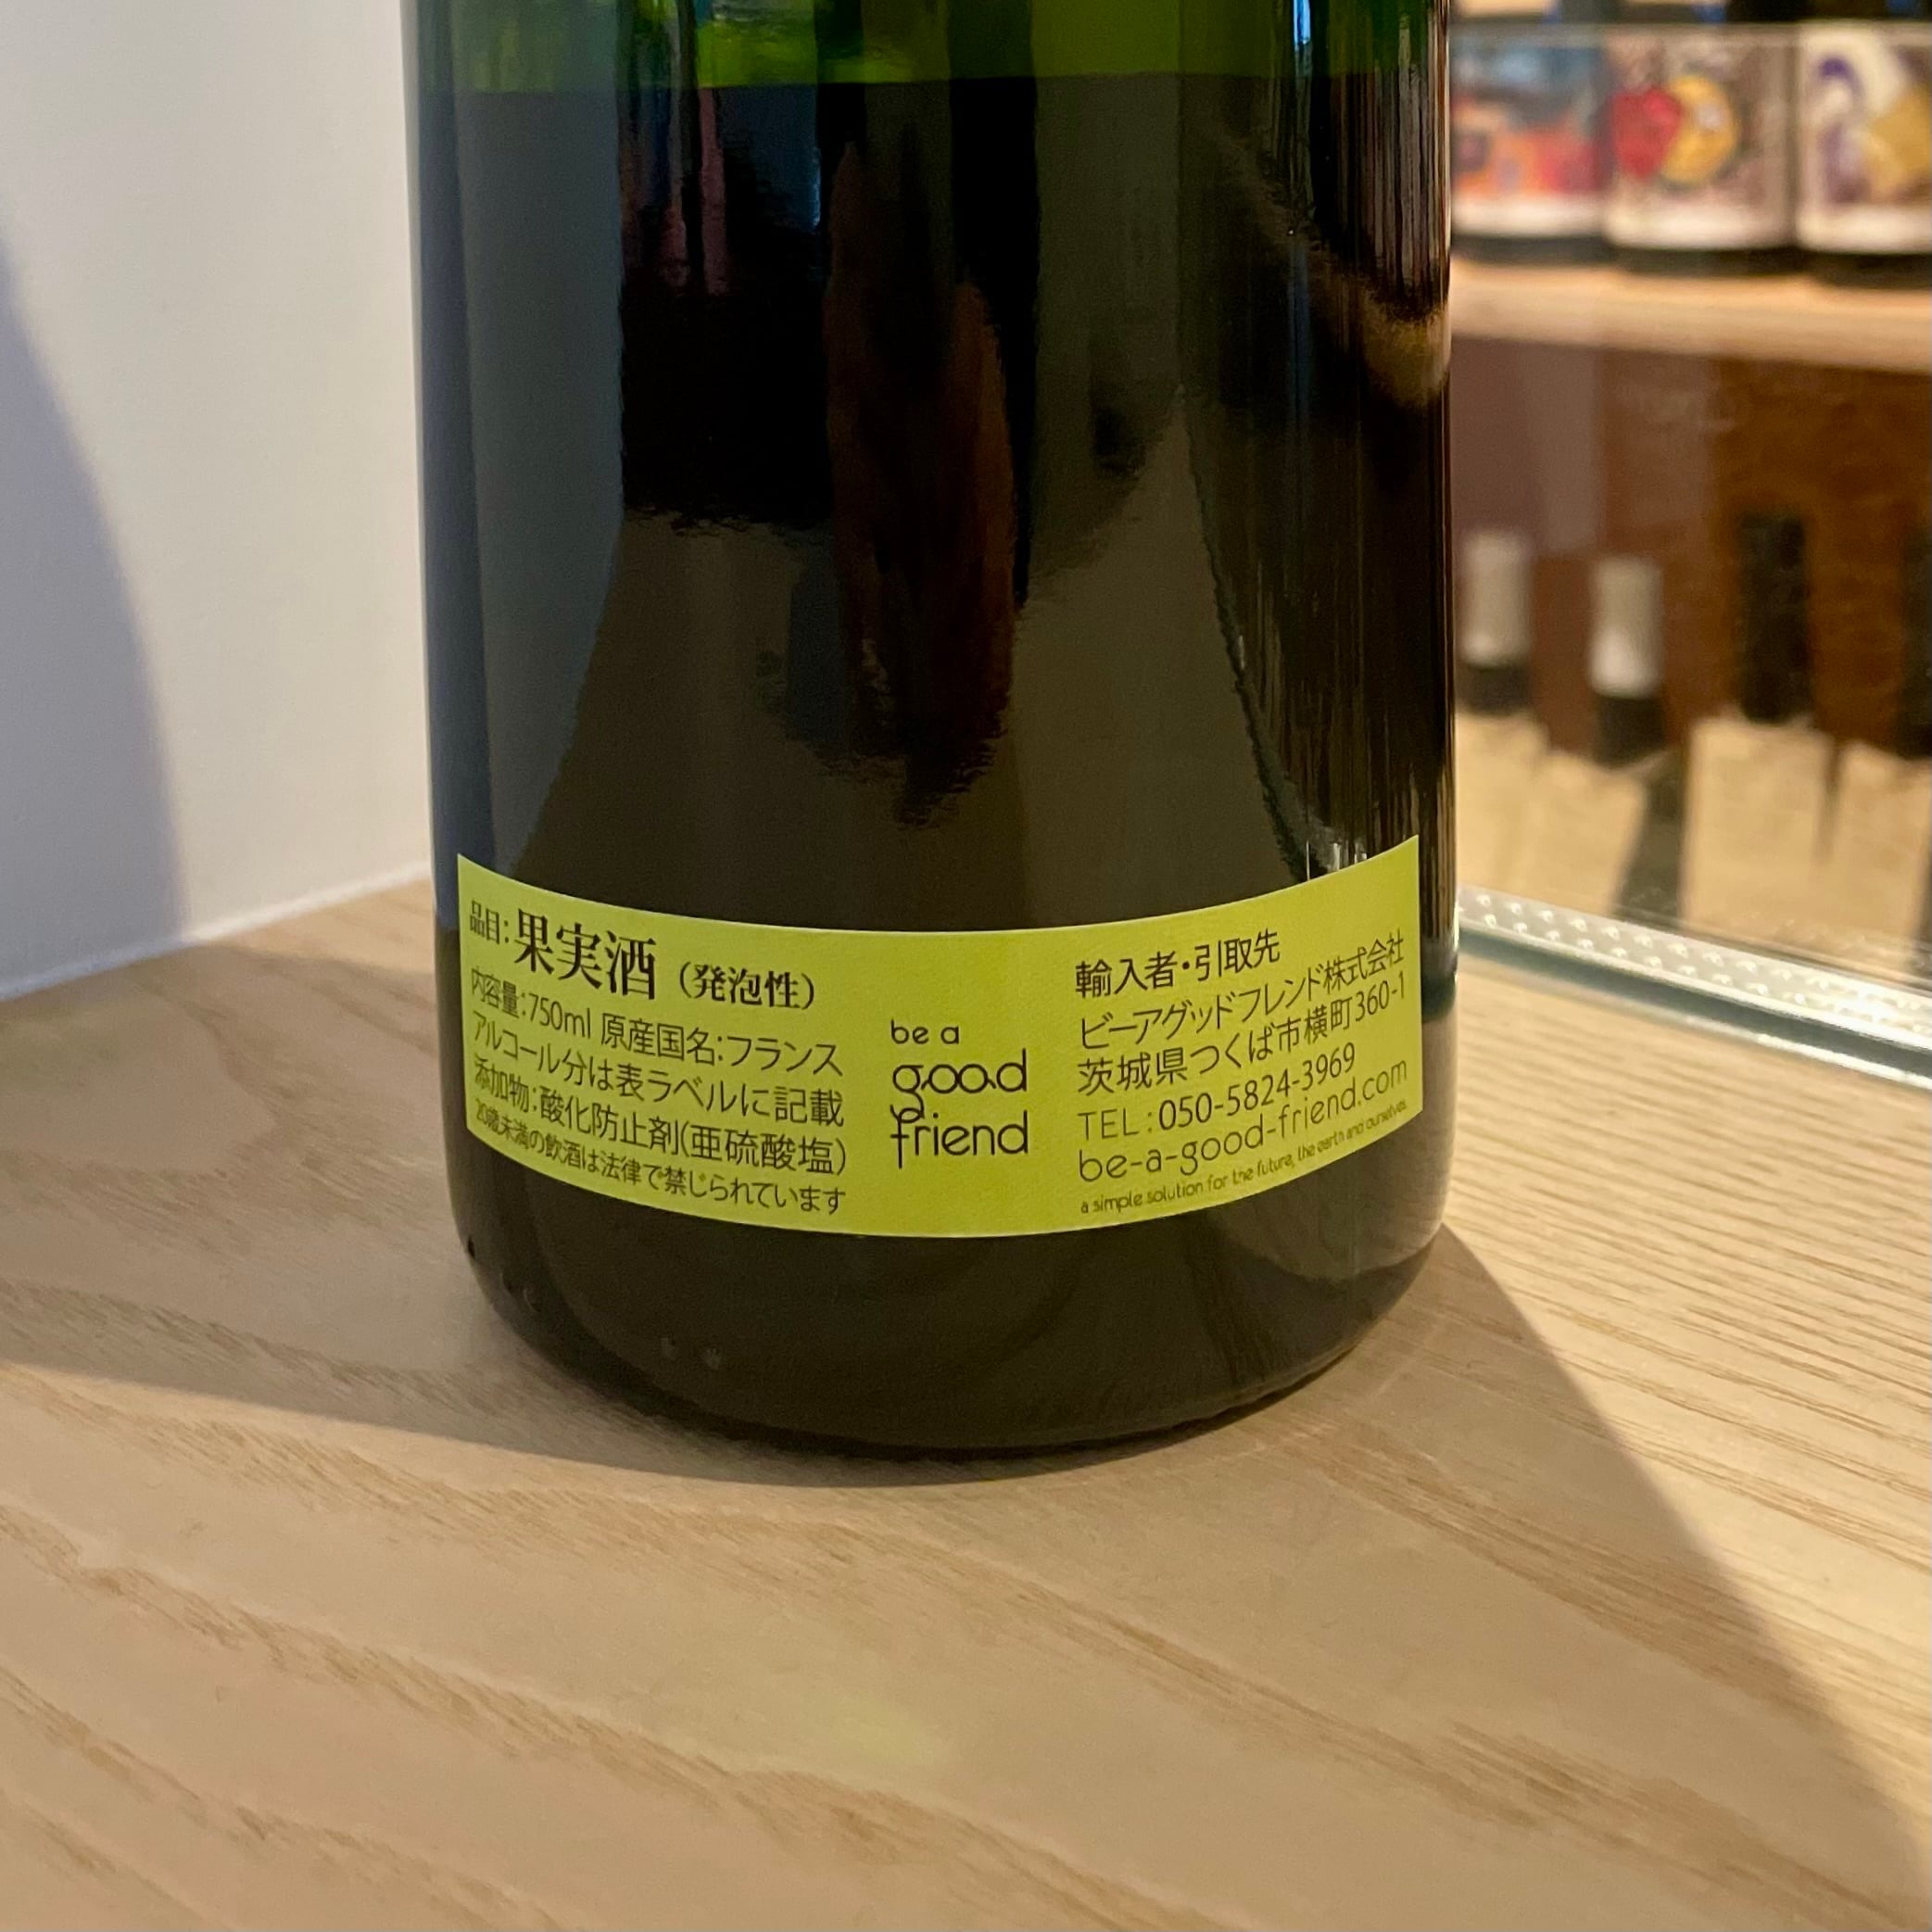 品目:果実酒(発泡性)
内容量:750ml 原産国名:フランス
アルコール分は表ラベルに記載
添加物:酸化防止剤(亜硫酸塩)
20歳未満の飲酒は法律で禁じられています
be a
good
friend
輸入者・引取先
ビーアグッドフレンド株式会社
茨城県つくば市横町360-1
TEL:050-5824-3969
be-a-good-friend.com
a simple solution for the future, the earth and ourselves.